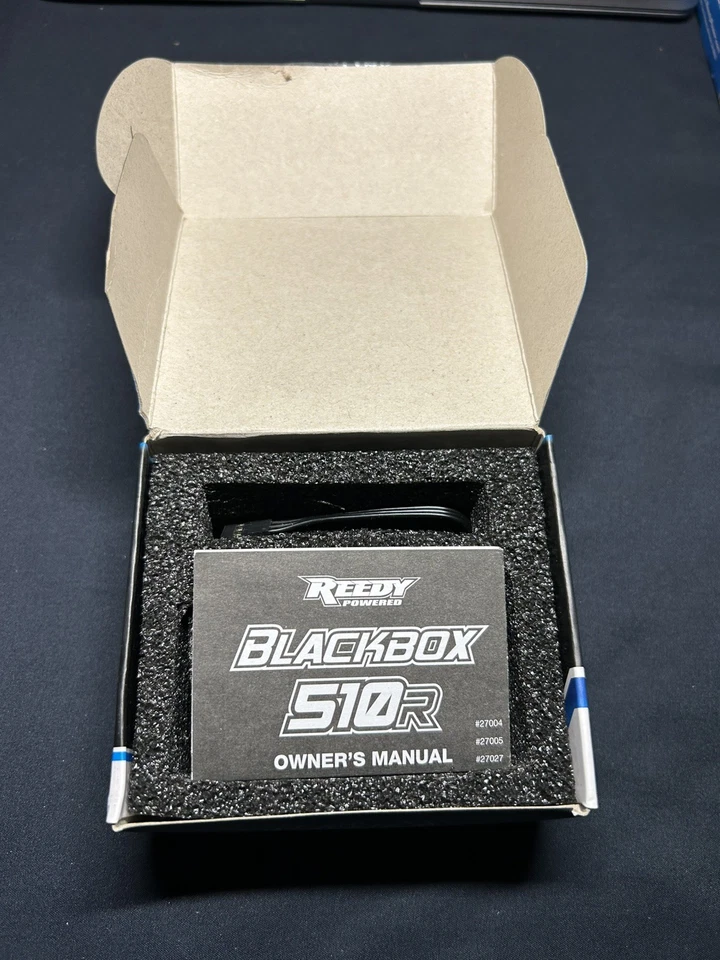 REEDY
POWERED
BLACKBOX
510R
#27004
#27005
OWNER'S MANUAL
#27027